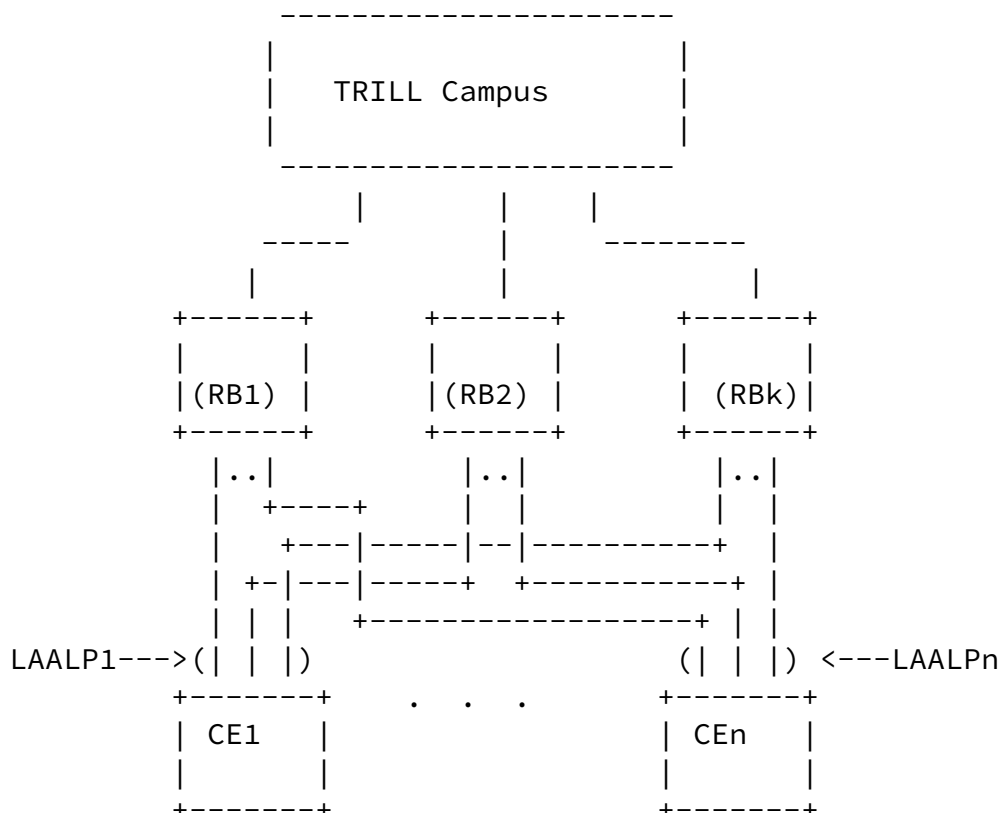 TRILL Campus
(RB1) (RB2) (RBk)
LAALP1--->(| | |) (| | |) <---LAALPn
. . .
CE1 CEn